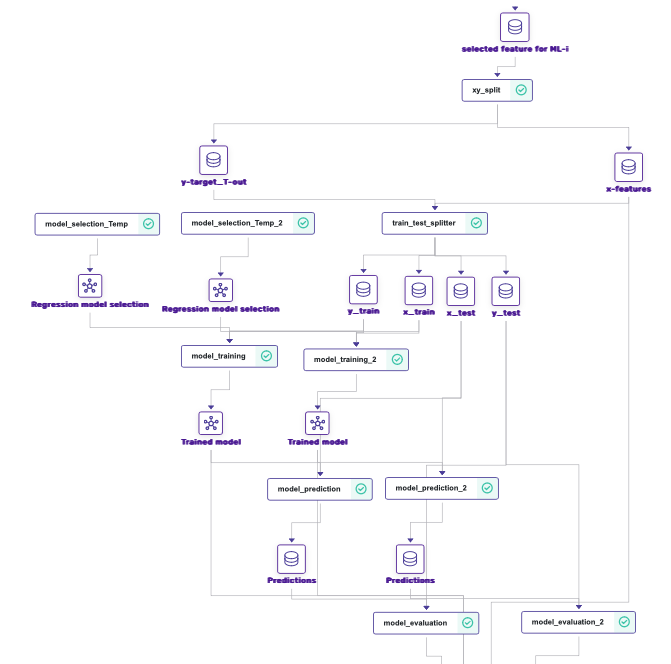 selected feature for ML-i
xy_split
y-target_T-out
x-features
model_selection_Temp
model_selection_Temp_2
train_test_splitter
Regression model selection
Regression model selection
y_train
x_train
x_test
y_test
model_training
model_training_2
Trained model
Trained model
model_prediction
model_prediction_2
Predictions
Predictions
model_evaluation
model_evaluation_2